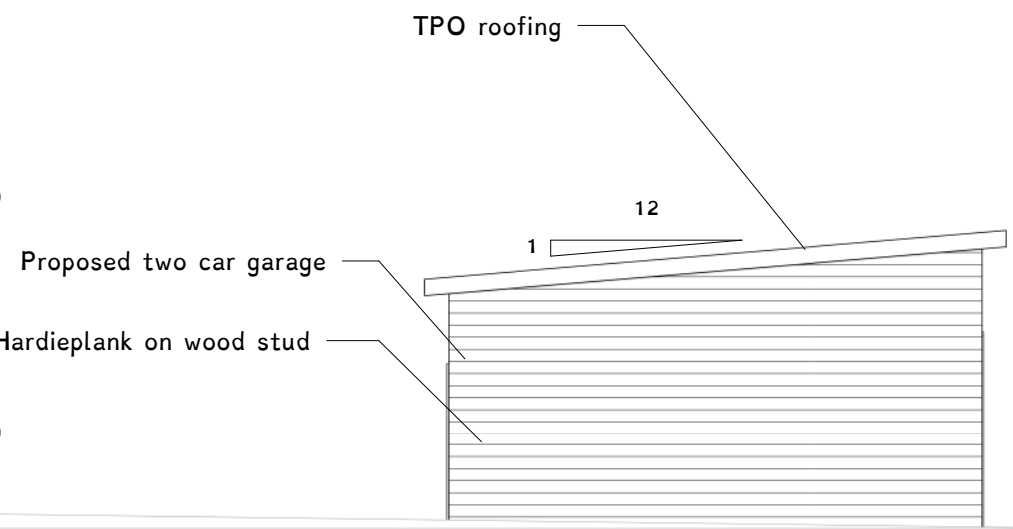 TPO roofing
12
1
Proposed two car garage
Hardieplank on wood stud